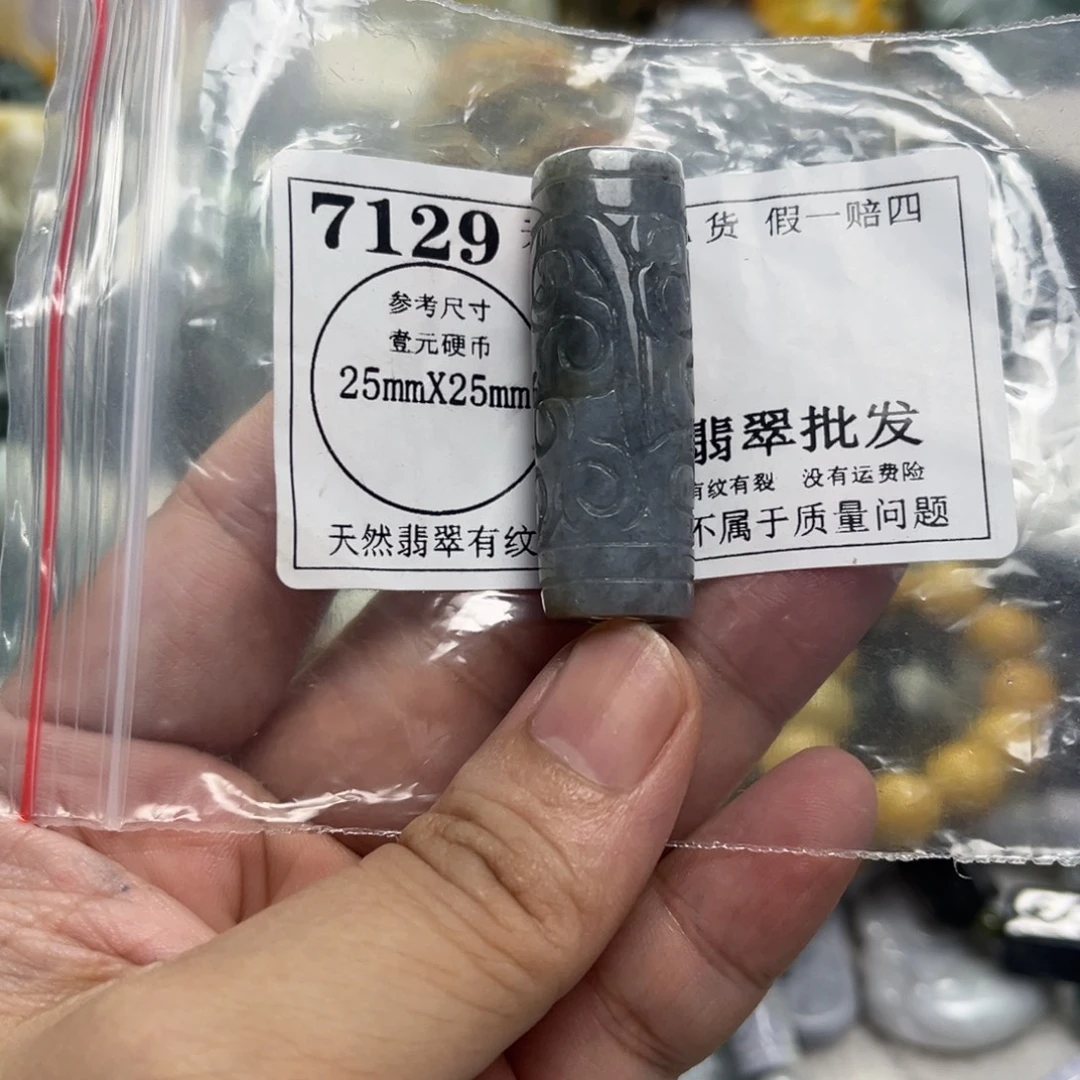 7129
货 假一赔四
参考尺寸
壹元硬币
25mmX25mm
翡翠批发
有纹有裂 没有运费险
天然翡翠有纹 不属于质量问题